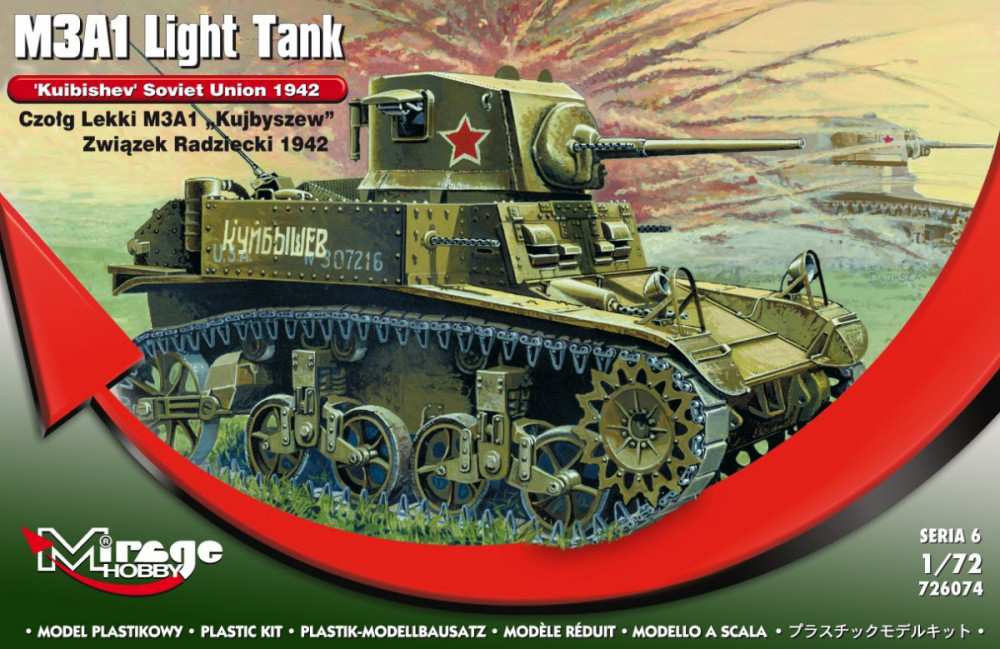 M3A1 Light Tank
'Kuibishev' Soviet Union 1942
Czołg Lekki M3A1 „Kujbyszew”
Związek Radziecki 1942
КУЙБЫШЕВ
U.S.A. N 307216
Mirage®
HOBBY
SERIA 6
1/72
726074
• MODEL PLASTIKOWY • PLASTIC KIT • PLASTIK-MODELLBAUSATZ • MODÈLE RÉDUIT • MODELLO A SCALA • プラスチックモデルキット •